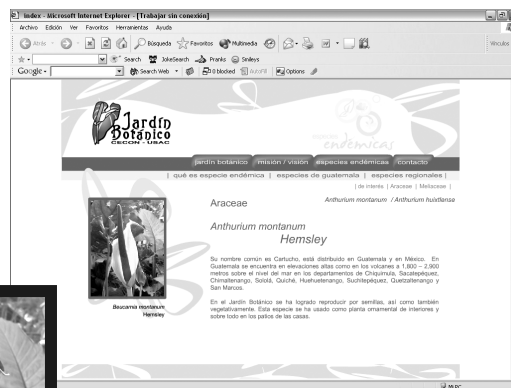 Index - Microsoft Internet Explorer - [Trabajar sin conexión]
Archivo Edición Ver Favoritos Herramientas Ayuda
Atrás Búsqueda Favoritos Multimedia
Vínculos
Search JokeSearch Pranks Smileys
Google Search Web 0 blocked AutoFill Options
Jardín
Botánico
CECON - USAC
especies
endémicas
jardín botánico misión / visión especies endémicas contacto
| qué es especie endémica | especies de guatemala | especies regionales |
| de interés | Araceae | Meliaceae |
Araceae
Anthurium montanum / Anthurium huixtlense
Anthurium montanum
Hemsley
Su nombre común es Cartucho, está distribuido en Guatemala y en México. En
Guatemala se encuentra en elevaciones altas como en los volcanes a 1,800 – 2,900
metros sobre el nivel del mar en los departamentos de Chiquimula, Sacatepéquez,
Chimaltenango, Sololá, Quiché, Huehuetenango, Suchitepéquez, Quetzaltenango y
San Marcos.
En el Jardín Botánico se ha logrado reproducir por semillas, así como también
vegetativamente. Esta especie se ha usado como planta ornamental de interiores y
sobre todo en los patios de las casas.
Beucarnia montanum
Hemsley
Mi PC